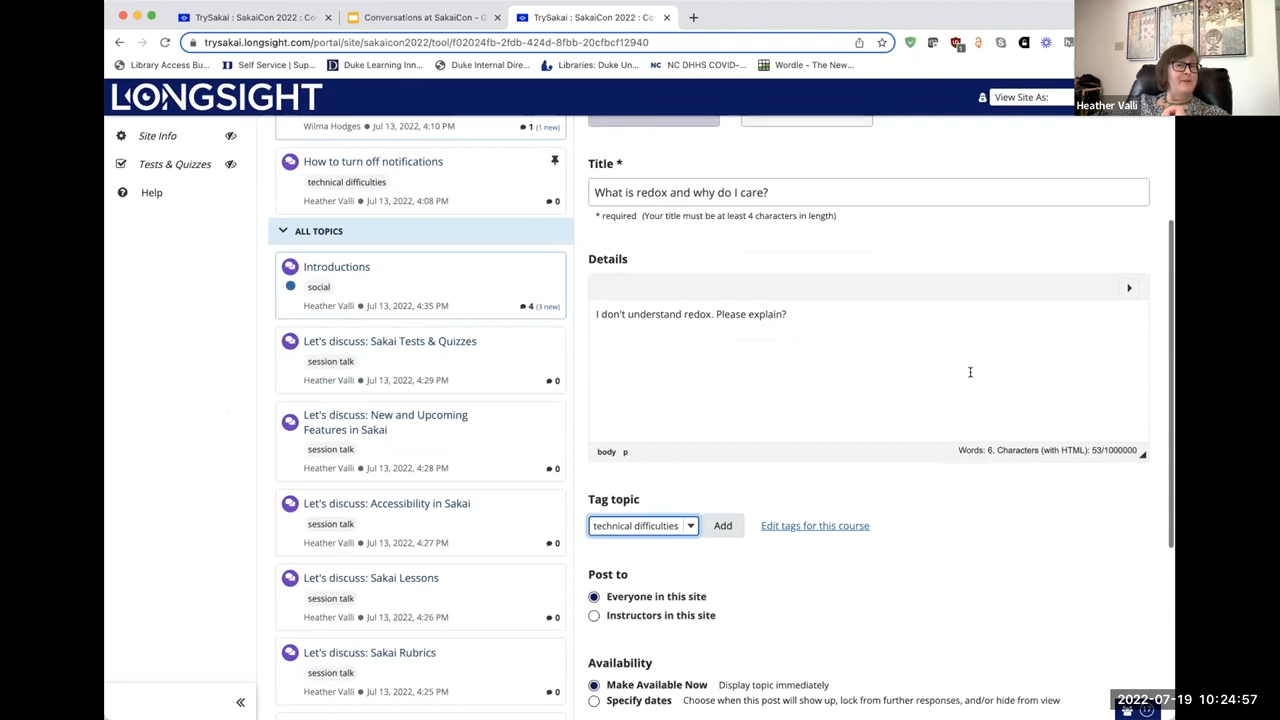 TrySakai : SakaiCon 2022 : Co
Conversations at SakaiCon - G
TrySakai : SakaiCon 2022 : Co
trysakai.longsight.com/portal/site/sakaicon2022/tool/f02024fb-2fdb-424d-8fbb-20cfbcf12940
Library Access Bu...
Self Service | Sup...
Duke Learning Inn...
Duke Internal Dire...
Libraries: Duke Un...
NC DHHS COVID-...
Wordle - The New...
LONGSIGHT
View Site As:
Heather Valli
Site Info
Tests & Quizzes
Help
Wilma Hodges Jul 13, 2022, 4:10 PM
1 (1 new)
How to turn off notifications
technical difficulties
Heather Valli Jul 13, 2022, 4:08 PM
0
ALL TOPICS
Introductions
social
Heather Valli Jul 13, 2022, 4:35 PM
4 (3 new)
Let's discuss: Sakai Tests & Quizzes
session talk
Heather Valli Jul 13, 2022, 4:29 PM
0
Let's discuss: New and Upcoming
Features in Sakai
session talk
Heather Valli Jul 13, 2022, 4:28 PM
0
Let's discuss: Accessibility in Sakai
session talk
Heather Valli Jul 13, 2022, 4:27 PM
0
Let's discuss: Sakai Lessons
session talk
Heather Valli Jul 13, 2022, 4:26 PM
0
Let's discuss: Sakai Rubrics
session talk
Heather Valli Jul 13, 2022, 4:25 PM
0
Title *
What is redox and why do I care?
* required (Your title must be at least 4 characters in length)
Details
I don't understand redox. Please explain?
body p
Words: 6, Characters (with HTML): 53/1000000
Tag topic
technical difficulties
Add
Edit tags for this course
Post to
Everyone in this site
Instructors in this site
Availability
Make Available Now Display topic immediately
Specify dates Choose when this post will show up, lock from further responses, and/or hide from view
2022-07-19 10:24:57